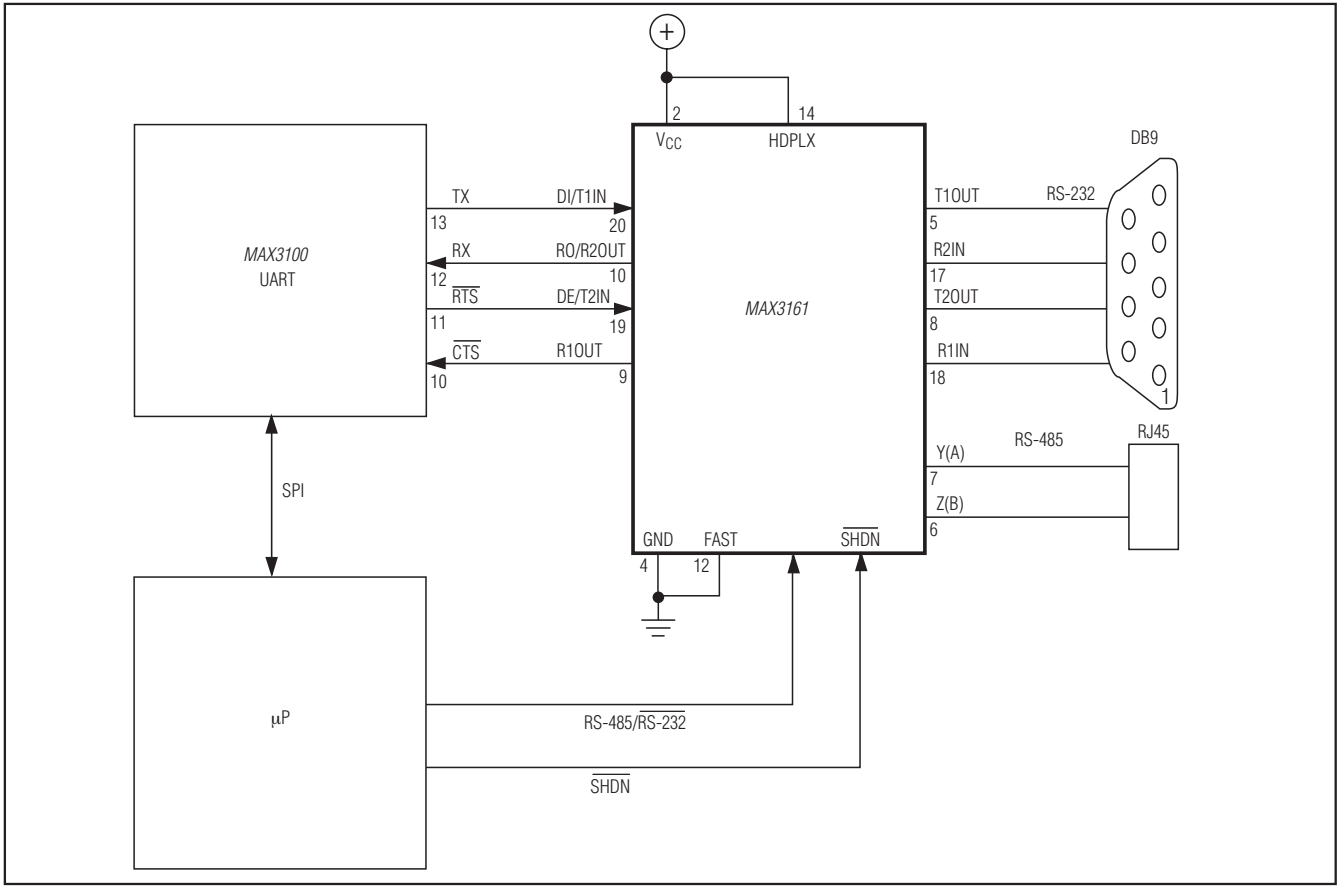 +
2
14
VCC
HDPLX
DB9
TX
DI/T1IN
T1OUT
RS-232
13
20
5
MAX3100
UART
RX
RO/R2OUT
R2IN
12
10
17
RTS
DE/T2IN
MAX3161
T2OUT
11
19
8
CTS
R1OUT
R1IN
10
9
18
1
RS-485
RJ45
Y(A)
7
SPI
Z(B)
6
GND
FAST
SHDN
4
12
μP
RS-485/RS-232
SHDN